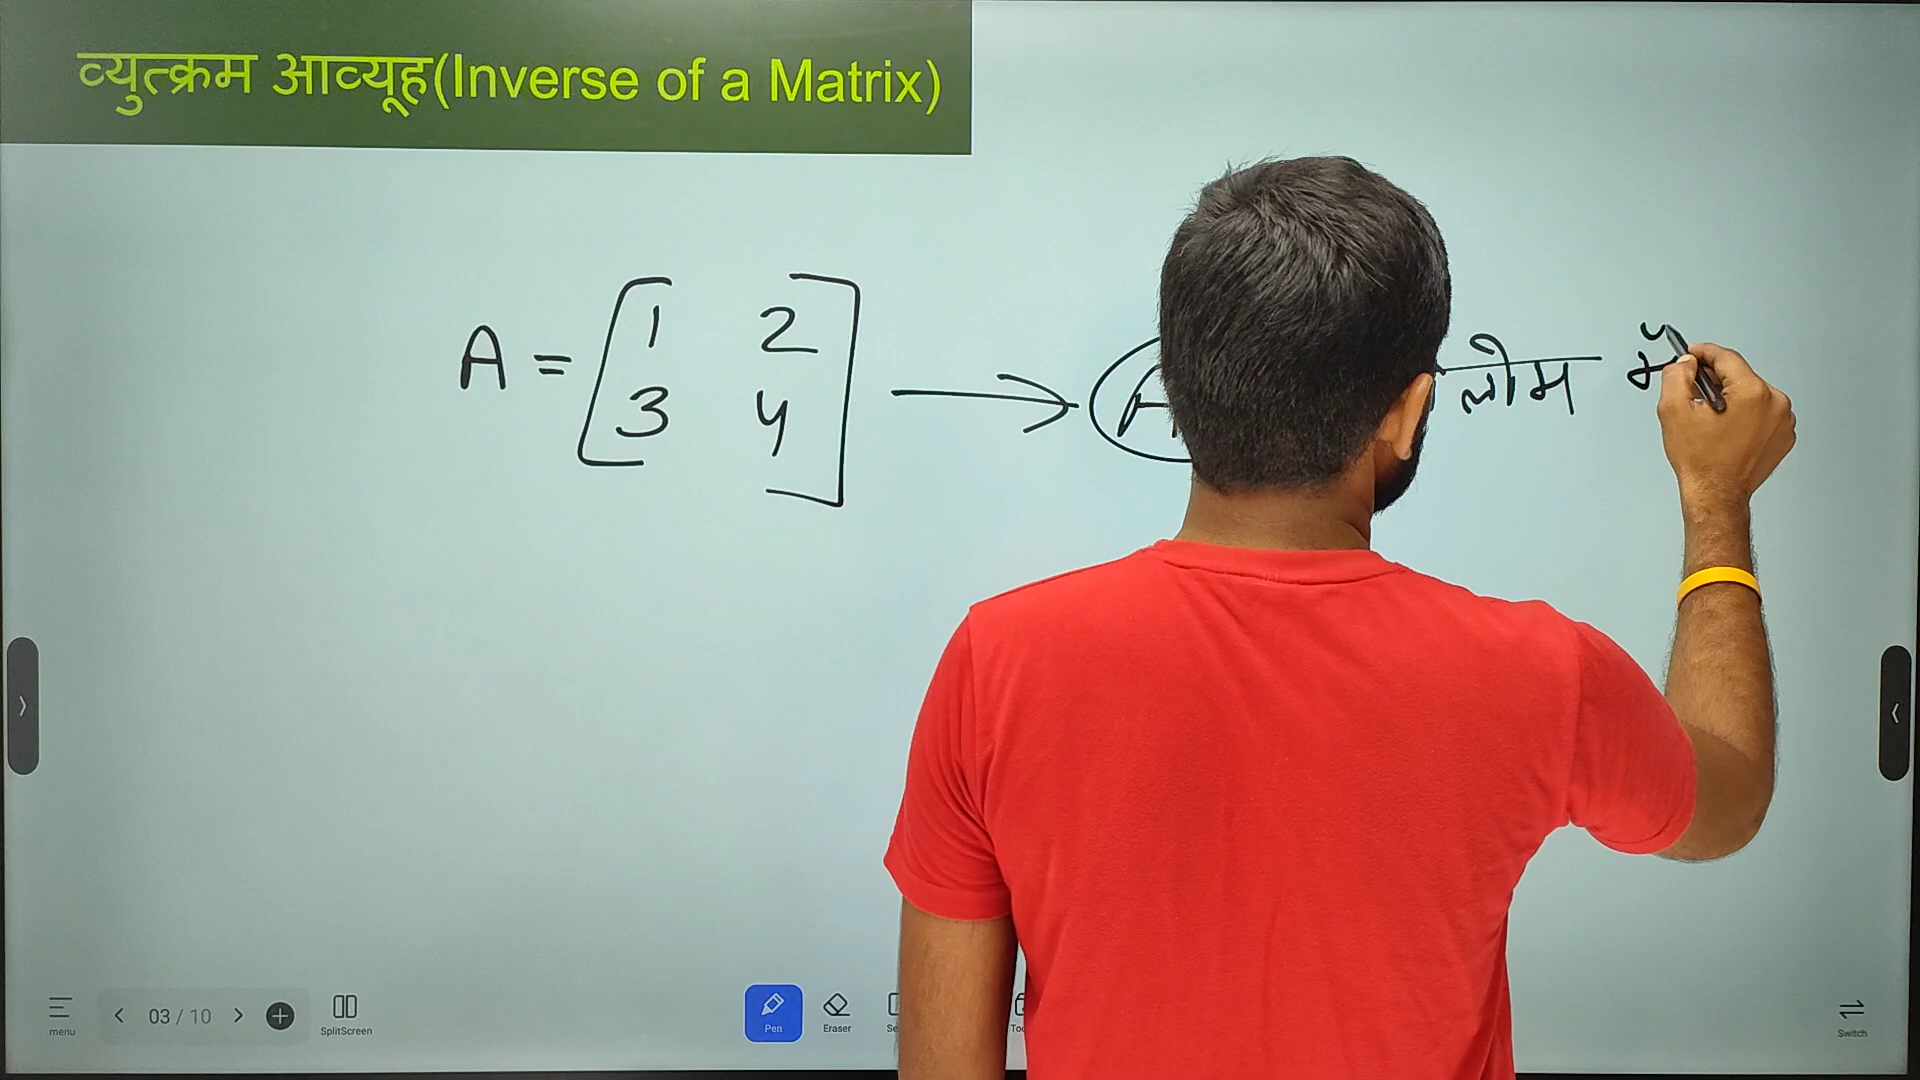 व्युत्क्रम आव्यूह(Inverse of a Matrix)
A = [1 2
3 4]
→ लोम में
menu
03 / 10
SplitScreen
Pen
Eraser
Switch